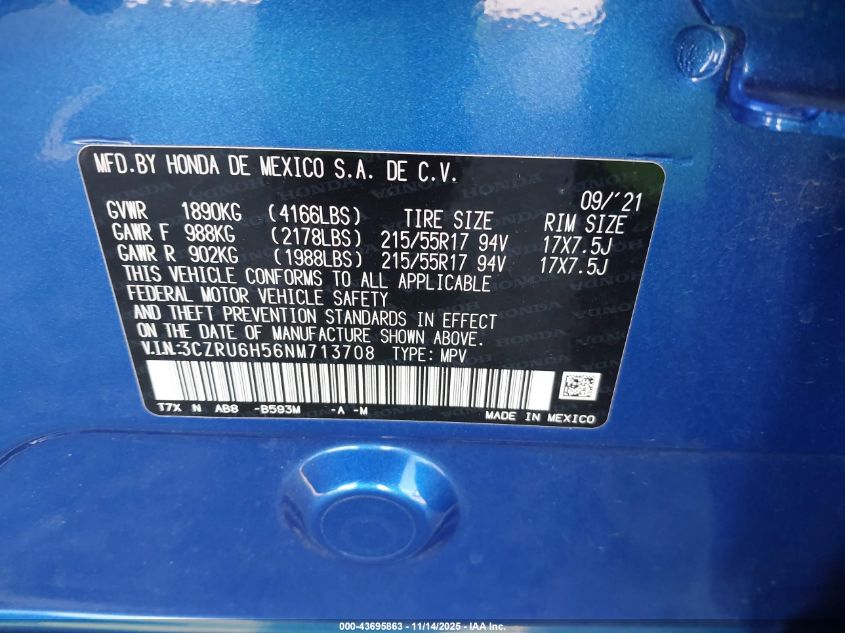 MFD.BY HONDA DE MEXICO S.A. DE C.V.
09/'21
GVWR 1890KG (4166LBS) TIRE SIZE RIM SIZE
GAWR F 988KG (2178LBS) 215/55R17 94V 17X7.5J
GAWR R 902KG (1988LBS) 215/55R17 94V 17X7.5J
THIS VEHICLE CONFORMS TO ALL APPLICABLE
FEDERAL MOTOR VEHICLE SAFETY
AND THEFT PREVENTION STANDARDS IN EFFECT
ON THE DATE OF MANUFACTURE SHOWN ABOVE.
V.I.N:3CZRU6H56NM713708 TYPE: MPV
T7X N AB8 -B593M -A -M
MADE IN MEXICO
000-43695863 - 11/14/2025 - IAA Inc.